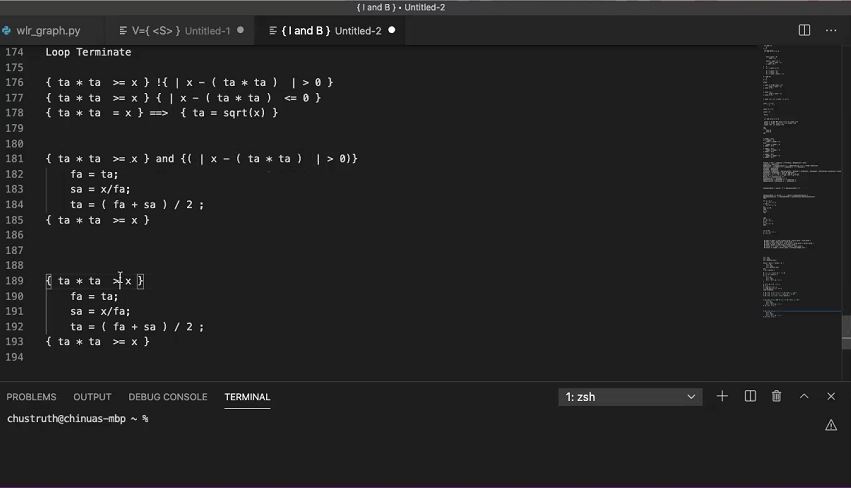 { I and B } • Untitled-2
wlr_graph.py V={ <S> } Untitled-1 { I and B } Untitled-2
174 Loop Terminate
175
176 { ta * ta >= x } !{ | x - ( ta * ta ) | > 0 }
177 { ta * ta >= x } { | x - ( ta * ta ) <= 0 }
178 { ta * ta = x } ==> { ta = sqrt(x) }
179
180
181 { ta * ta >= x } and {( | x - ( ta * ta ) | > 0)}
182 fa = ta;
183 sa = x/fa;
184 ta = ( fa + sa ) / 2 ;
185 { ta * ta >= x }
186
187
188
189 { ta * ta > x }
190 fa = ta;
191 sa = x/fa;
192 ta = ( fa + sa ) / 2 ;
193 { ta * ta >= x }
194
PROBLEMS OUTPUT DEBUG CONSOLE TERMINAL 1: zsh
chustruth@chinuas-mbp ~ %